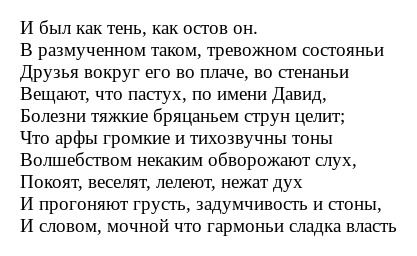 И был как тень, как остов он.
В размученном таком, тревожном состояньи
Друзья вокруг его во плаче, во стенаньи
Вещают, что пастух, по имени Давид,
Болезни тяжкие бряцаньем струн целит;
Что арфы громкие и тихозвучны тоны
Волшебством некаким обворожают слух,
Покоят, веселят, лелеют, нежат дух
И прогоняют грусть, задумчивость и стоны,
И словом, мочной что гармоньи сладка власть